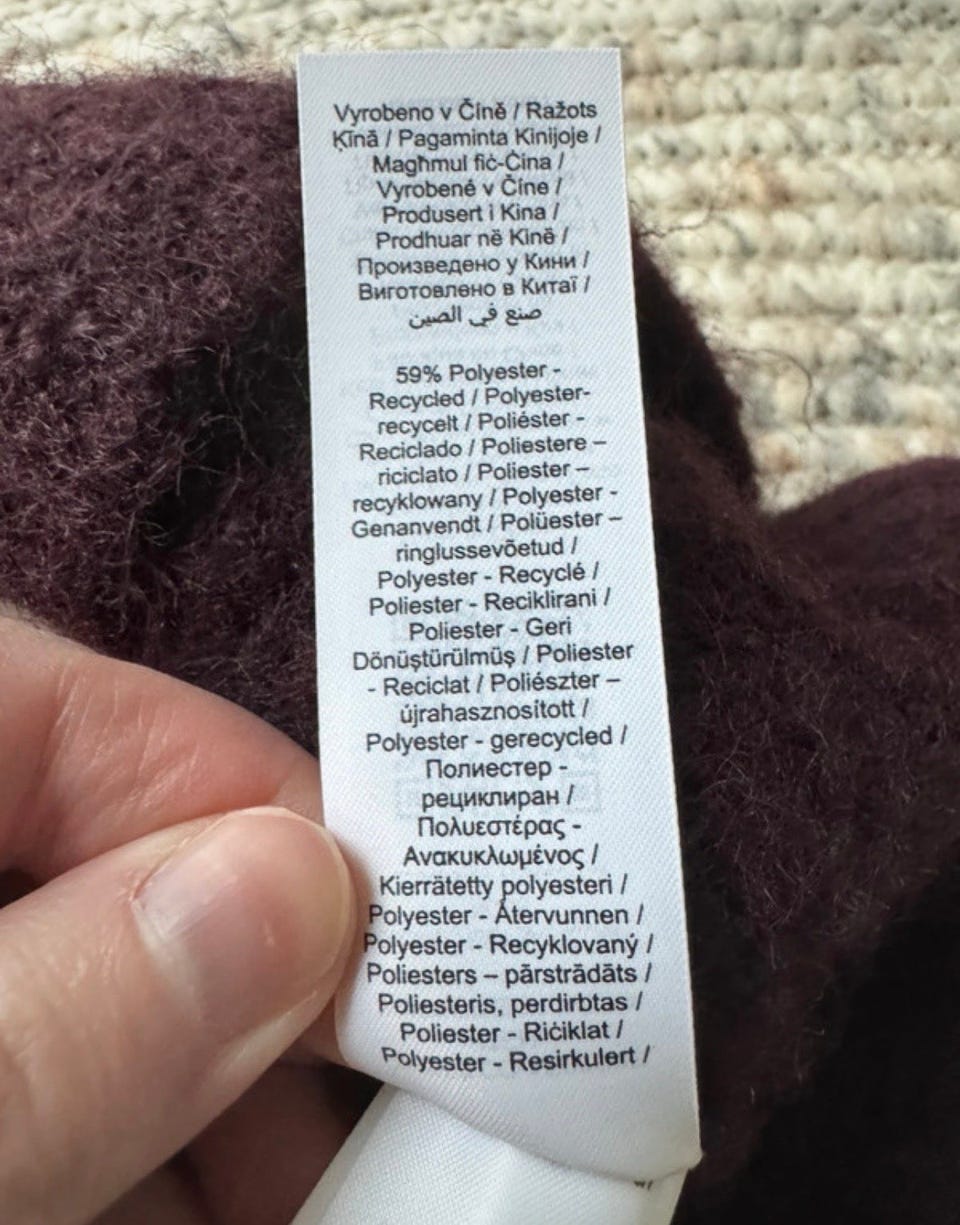 Vyrobeno v Číně / Ražots
Ķīnā / Pagaminta Kinijoje /
Magħmul fiċ-Ċina /
Vyrobené v Číne /
Produsert i Kina /
Prodhuar në Kinë /
Произведено у Кини /
Виготовлено в Китаї /
صنع في الصين
59% Polyester -
Recycled / Polyester-
recycelt / Poliéster -
Reciclado / Poliestere –
riciclato / Poliester –
recyklowany / Polyester -
Genanvendt / Polüester –
ringlussevõetud /
Polyester - Recyclé /
Poliester - Reciklirani /
Poliester - Geri
Dönüştürülmüş / Poliester
- Reciclat / Poliészter –
újrahasznosított /
Polyester - gerecycled /
Полиестер -
рециклиран /
Πολυεστέρας -
Ανακυκλωμένος /
Kierrätetty polyesteri /
Polyester - Återvunnen /
Polyester - Recyklovaný /
Poliesters – pārstrādāts /
Poliesteris, perdirbtas /
Poliester - Riċiklat /
Polyester - Resirkulert /